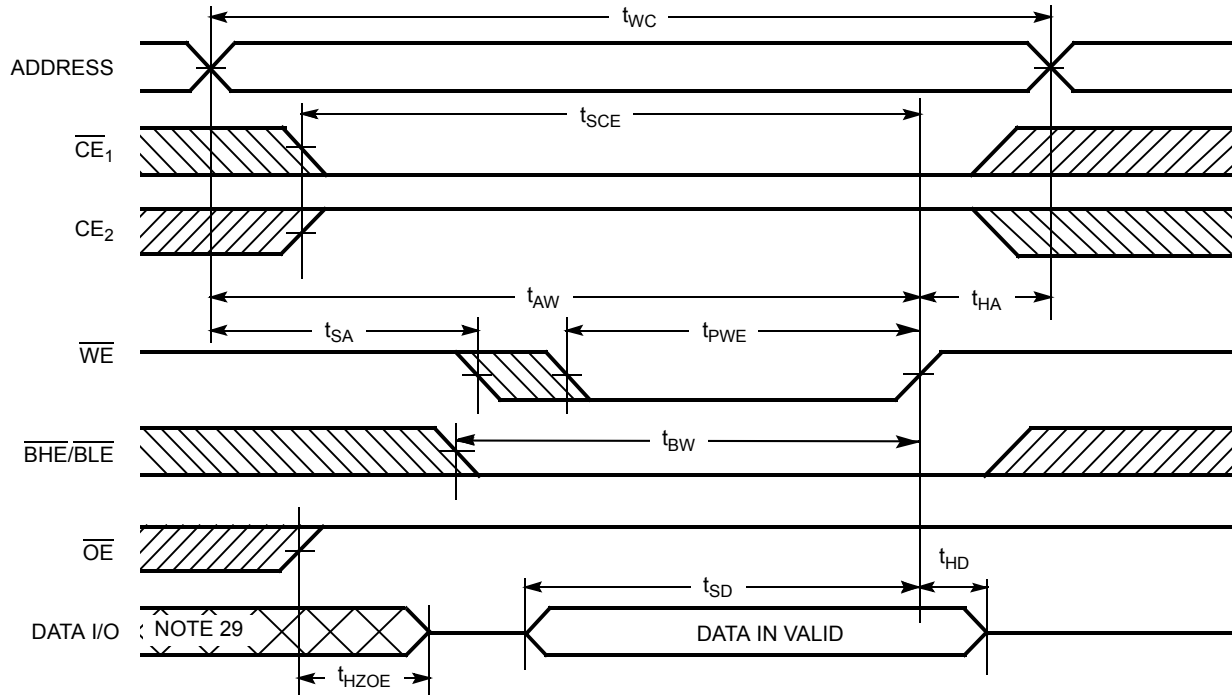 tWC
ADDRESS
tSCE
CE1
CE2
tAW
tHA
tSA
tPWE
WE
tBW
BHE/BLE
OE
tHD
tSD
DATA I/O
NOTE 29
DATA IN VALID
tHZOE